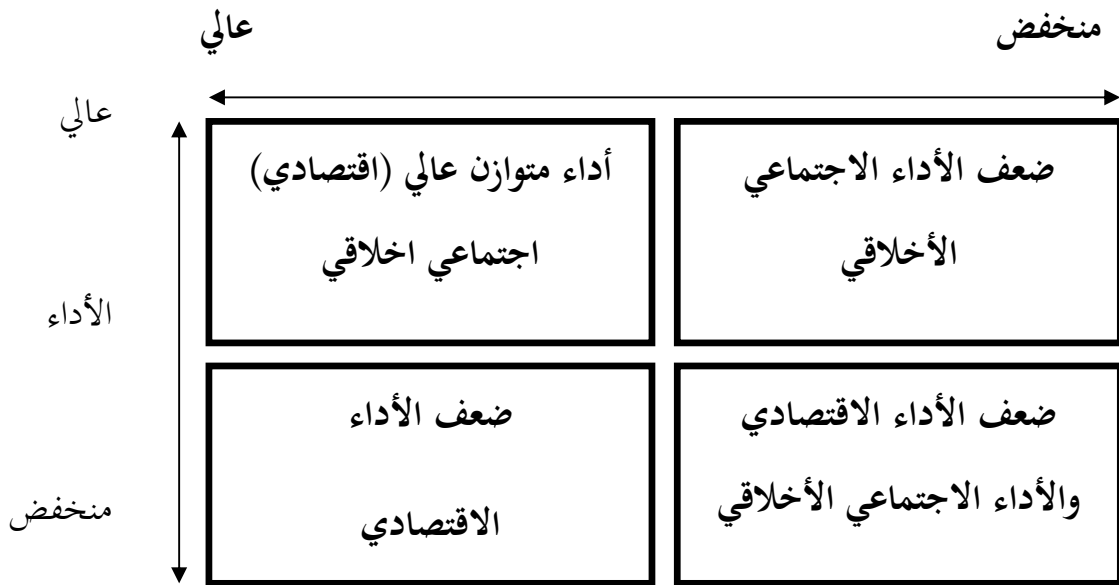 منخفض
عالي
عالي
ضعف الأداء الاجتماعي
الأخلاقي
أداء متوازن عالي (اقتصادي)
اجتماعي اخلاقي
الأداء
ضعف الأداء الاقتصادي
والأداء الاجتماعي الأخلاقي
ضعف الأداء
الاقتصادي
منخفض